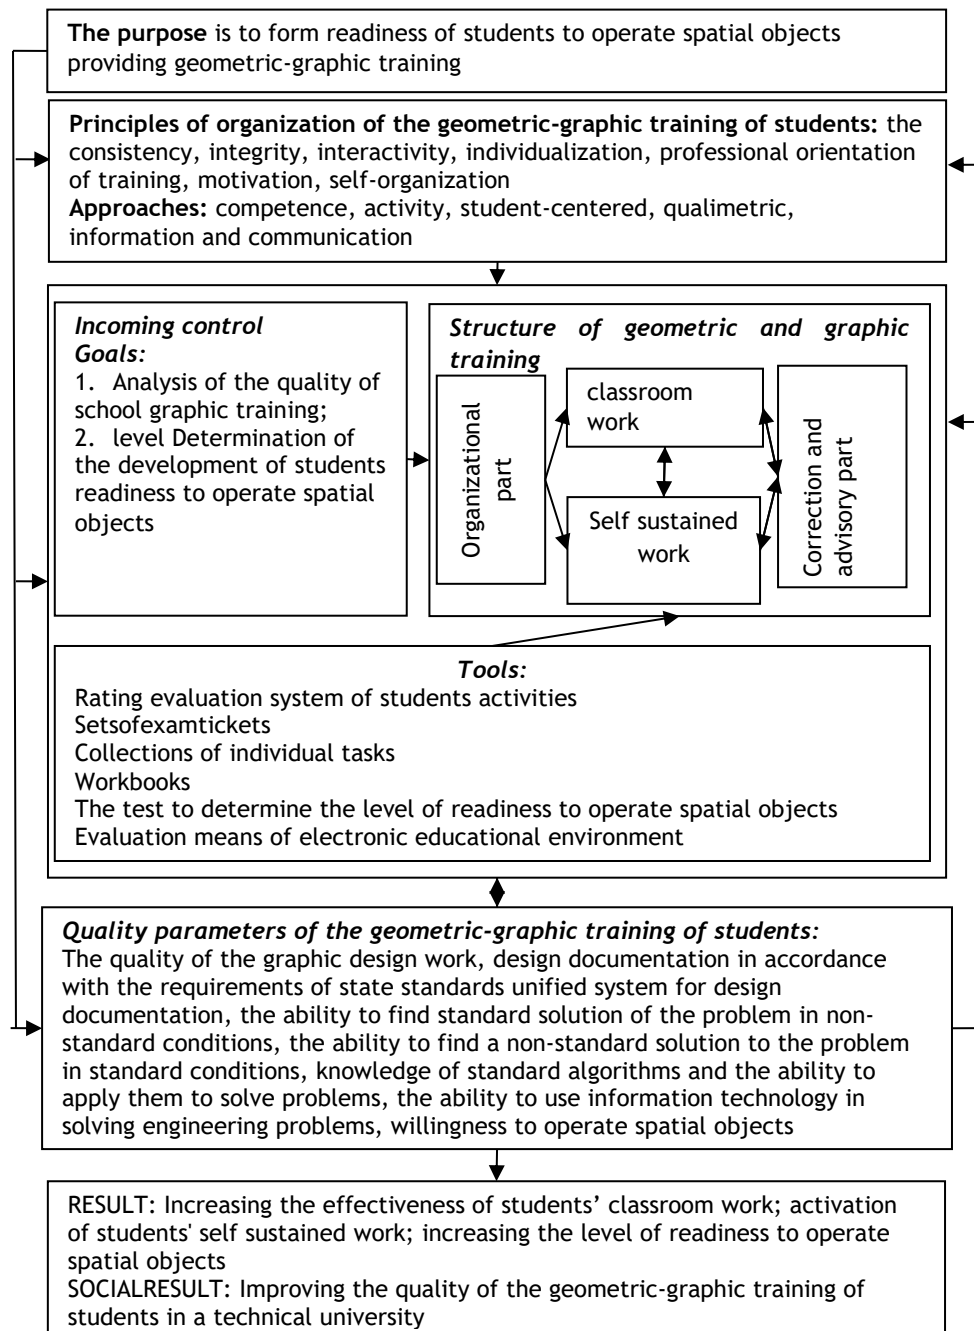 The purpose is to form readiness of students to operate spatial objects
providing geometric-graphic training
Principles of organization of the geometric-graphic training of students: the
consistency, integrity, interactivity, individualization, professional orientation
of training, motivation, self-organization
Approaches: competence, activity, student-centered, qualimetric,
information and communication
Incoming control
Goals:
1. Analysis of the quality of
school graphic training;
2. level Determination of
the development of students
readiness to operate spatial
objects
Structure of geometric and graphic
training
Organizational
part
classroom
work
Self sustained
work
Correction and
advisory part
Tools:
Rating evaluation system of students activities
Setsofexamtickets
Collections of individual tasks
Workbooks
The test to determine the level of readiness to operate spatial objects
Evaluation means of electronic educational environment
Quality parameters of the geometric-graphic training of students:
The quality of the graphic design work, design documentation in accordance
with the requirements of state standards unified system for design
documentation, the ability to find standard solution of the problem in non-
standard conditions, the ability to find a non-standard solution to the problem
in standard conditions, knowledge of standard algorithms and the ability to
apply them to solve problems, the ability to use information technology in
solving engineering problems, willingness to operate spatial objects
RESULT: Increasing the effectiveness of students’ classroom work; activation
of students' self sustained work; increasing the level of readiness to operate
spatial objects
SOCIALRESULT: Improving the quality of the geometric-graphic training of
students in a technical university